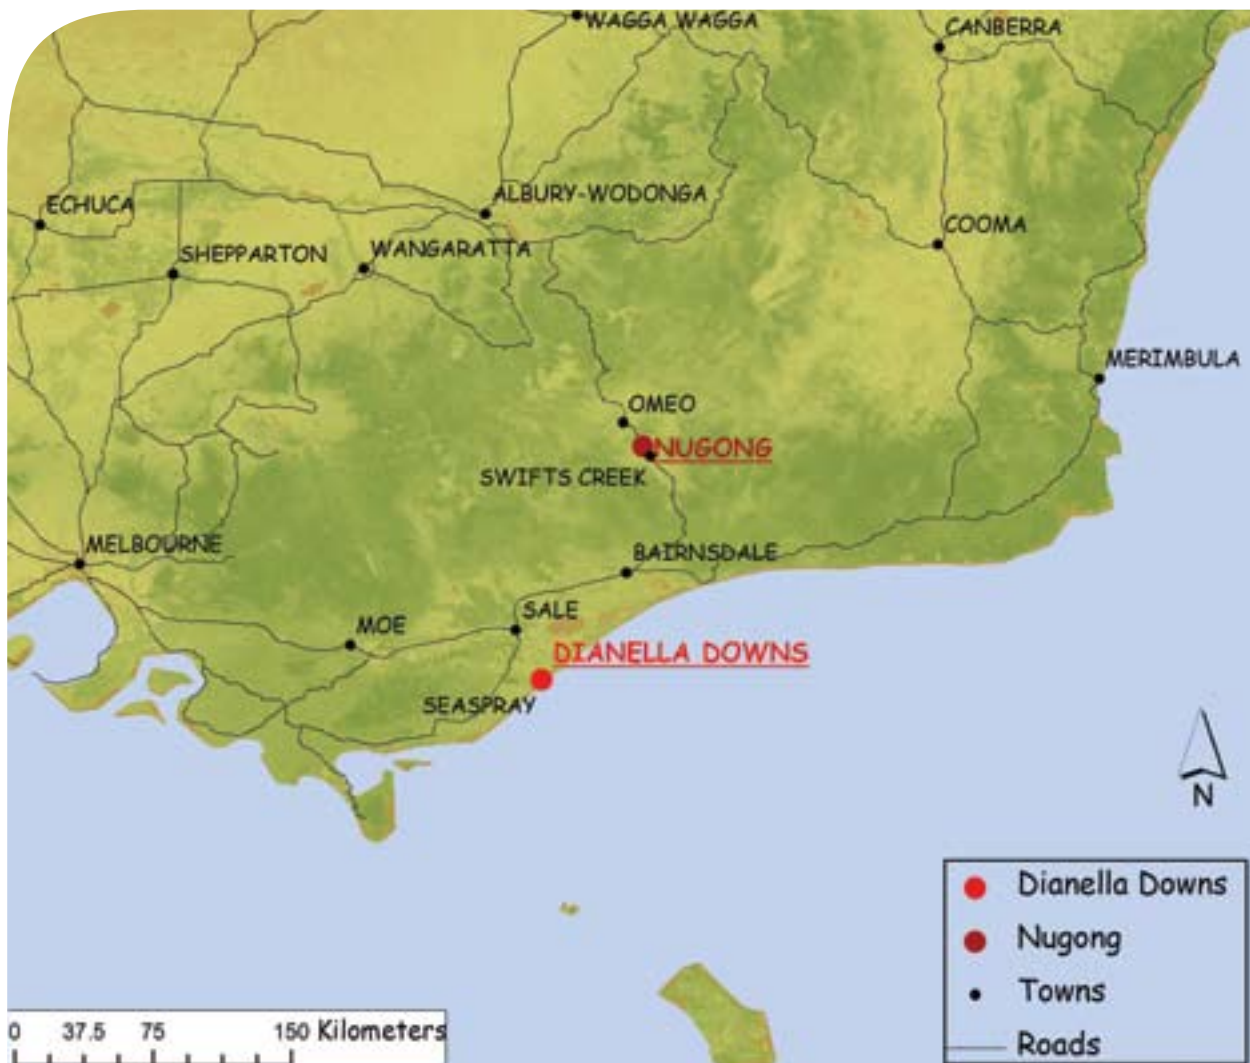 WAGGA WAGGA
CANBERRA
ALBURY-WODONGA
ECHUCA
COOMA
SHEPPARTON
WANGARATTA
MERIMBULA
OMEO
NUGONG
SWIFTS CREEK
MELBOURNE
BAIRNSDALE
SALE
MOE
DIANELLA DOWNS
SEASPRAY
N
Dianella Downs
Nugong
Towns
Roads
0 37.5 75 150 Kilometers